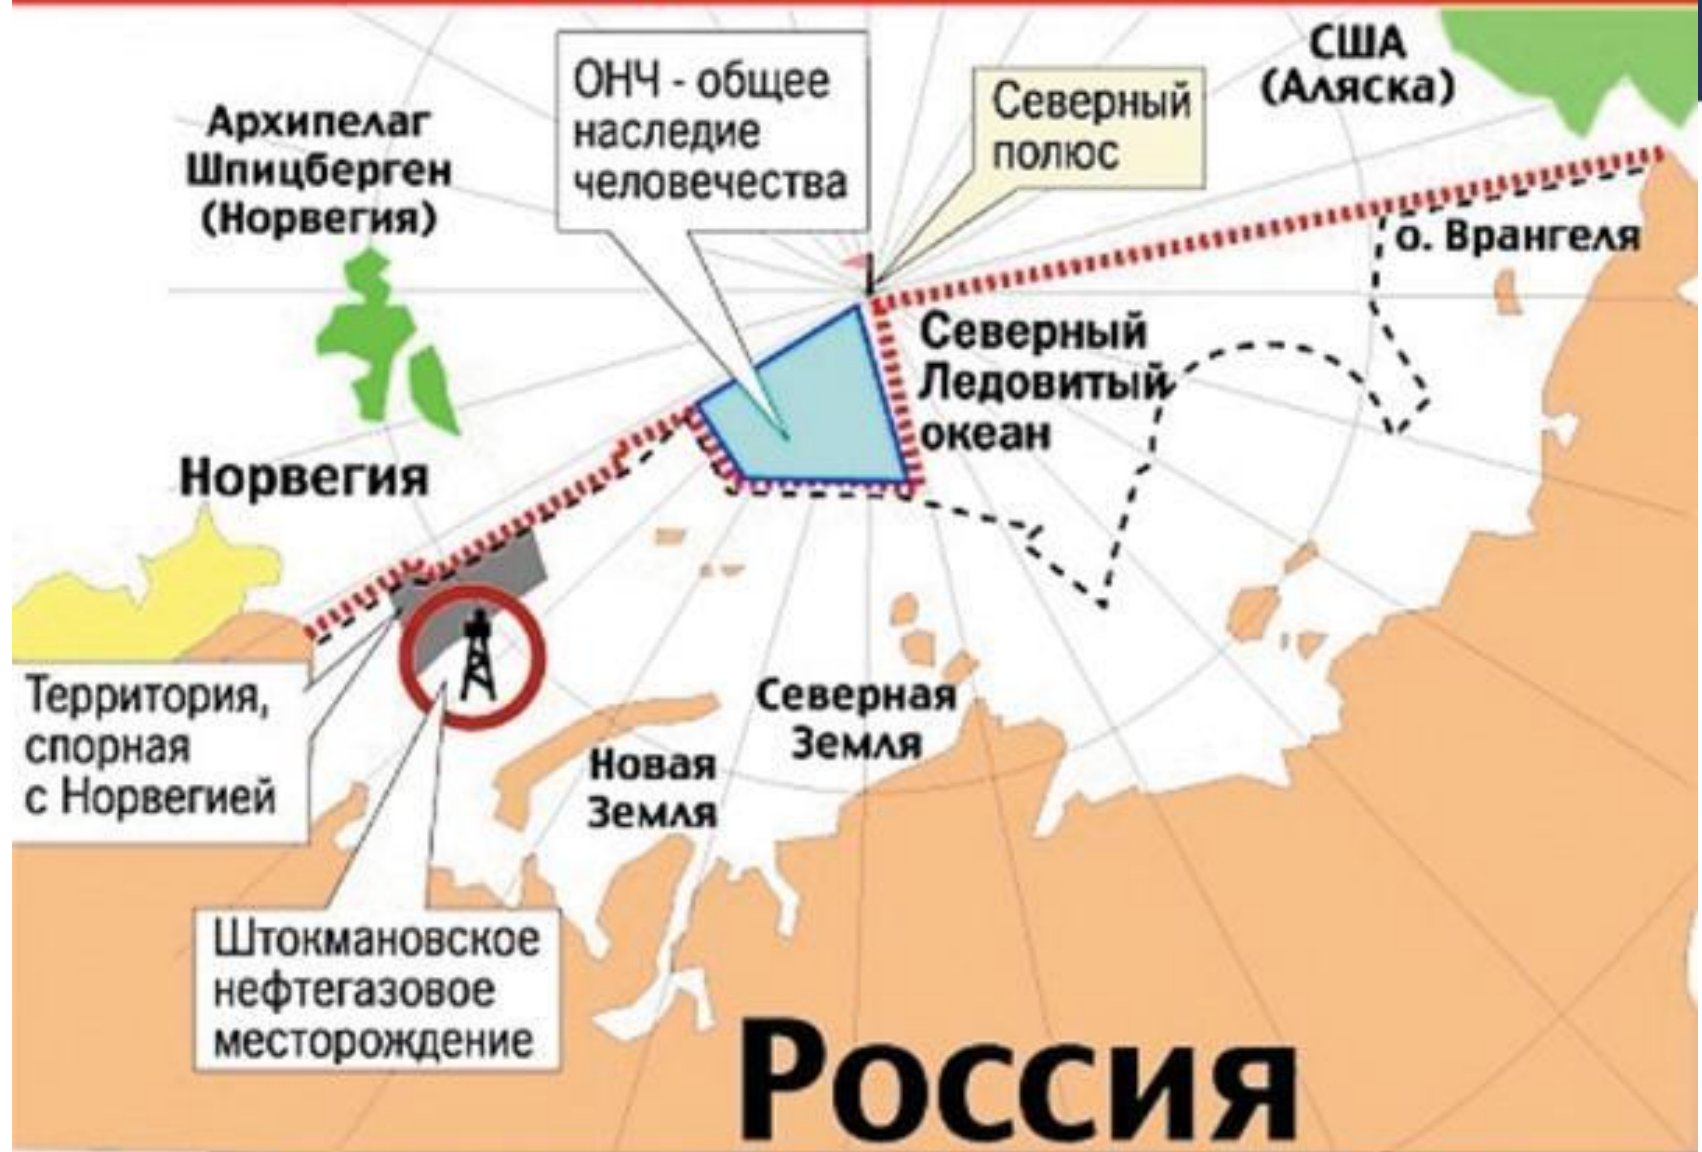 ОНЧ - общее
наследие
человечества
Северный
полюс
США
(Аляска)
Архипелаг
Шпицберген
(Норвегия)
о. Врангеля
Северный
Ледовитый
океан
Норвегия
Территория,
спорная
с Норвегией
Северная
Земля
Новая
Земля
Штокмановское
нефтегазовое
месторождение
Россия